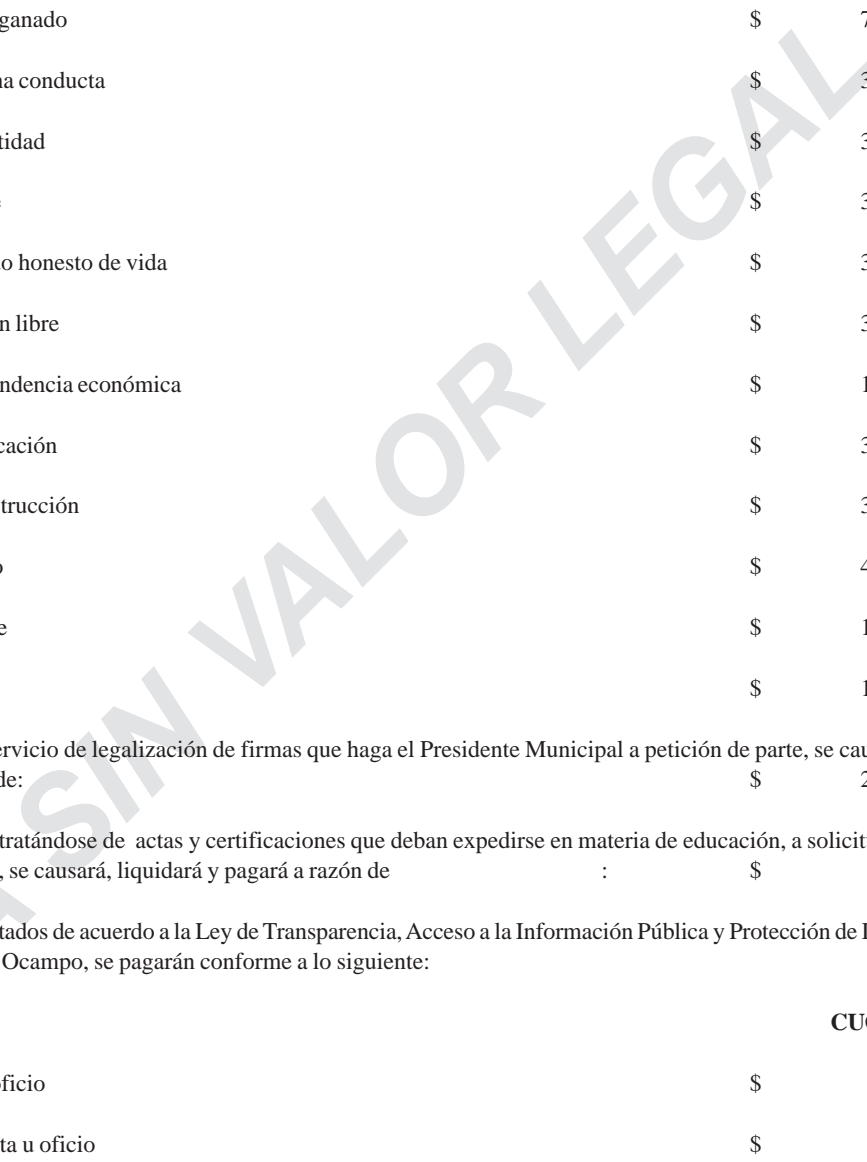 ganado $ 7
na conducta $ 3
tidad $ 3
$ 3
o honesto de vida $ 3
n libre $ 3
ndencia económica $ 1
cación $ 3
trucción $ 3
o $ 4
e $ 1
$ 1
ervicio de legalización de firmas que haga el Presidente Municipal a petición de parte, se cau
de: $ 2
tratándose de actas y certificaciones que deban expedirse en materia de educación, a solicit
, se causará, liquidará y pagará a razón de : $
tados de acuerdo a la Ley de Transparencia, Acceso a la Información Pública y Protección de
Ocampo, se pagarán conforme a lo siguiente:
CU
ficio $
ta u oficio $
A SIN VALOR LEGAL